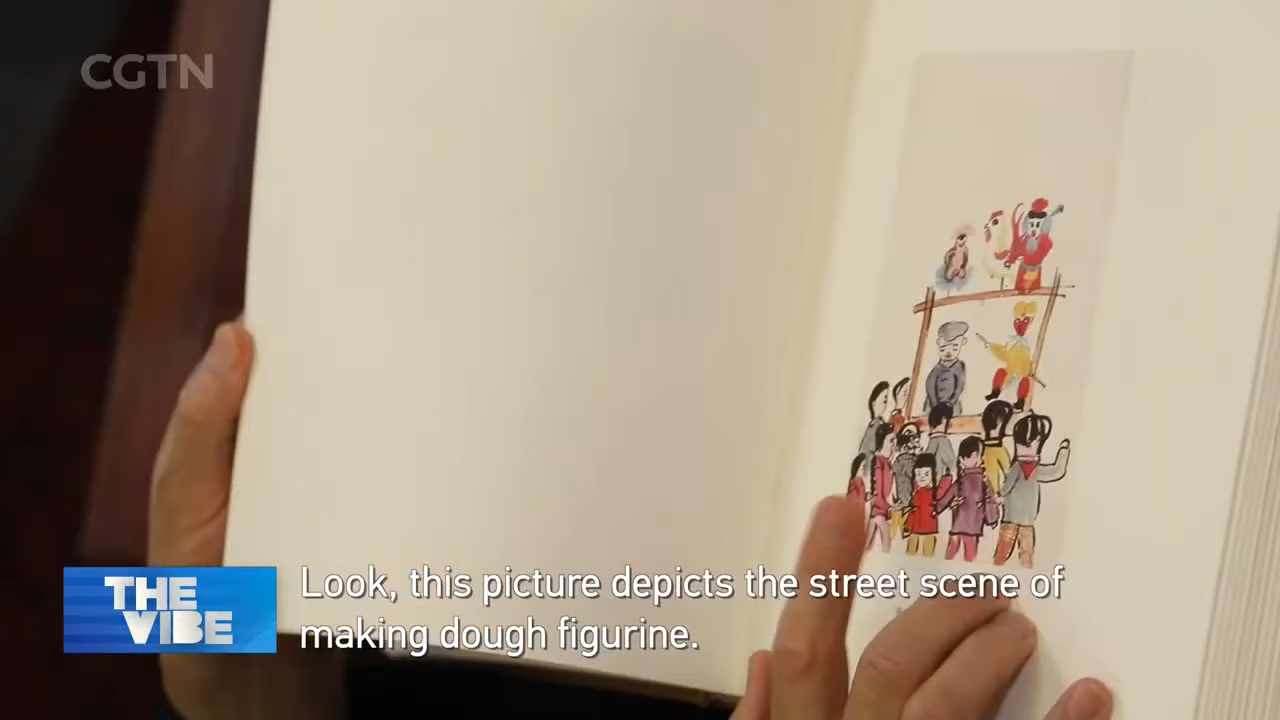 CGTN
THE
VIBE
Look, this picture depicts the street scene of
making dough figurine.